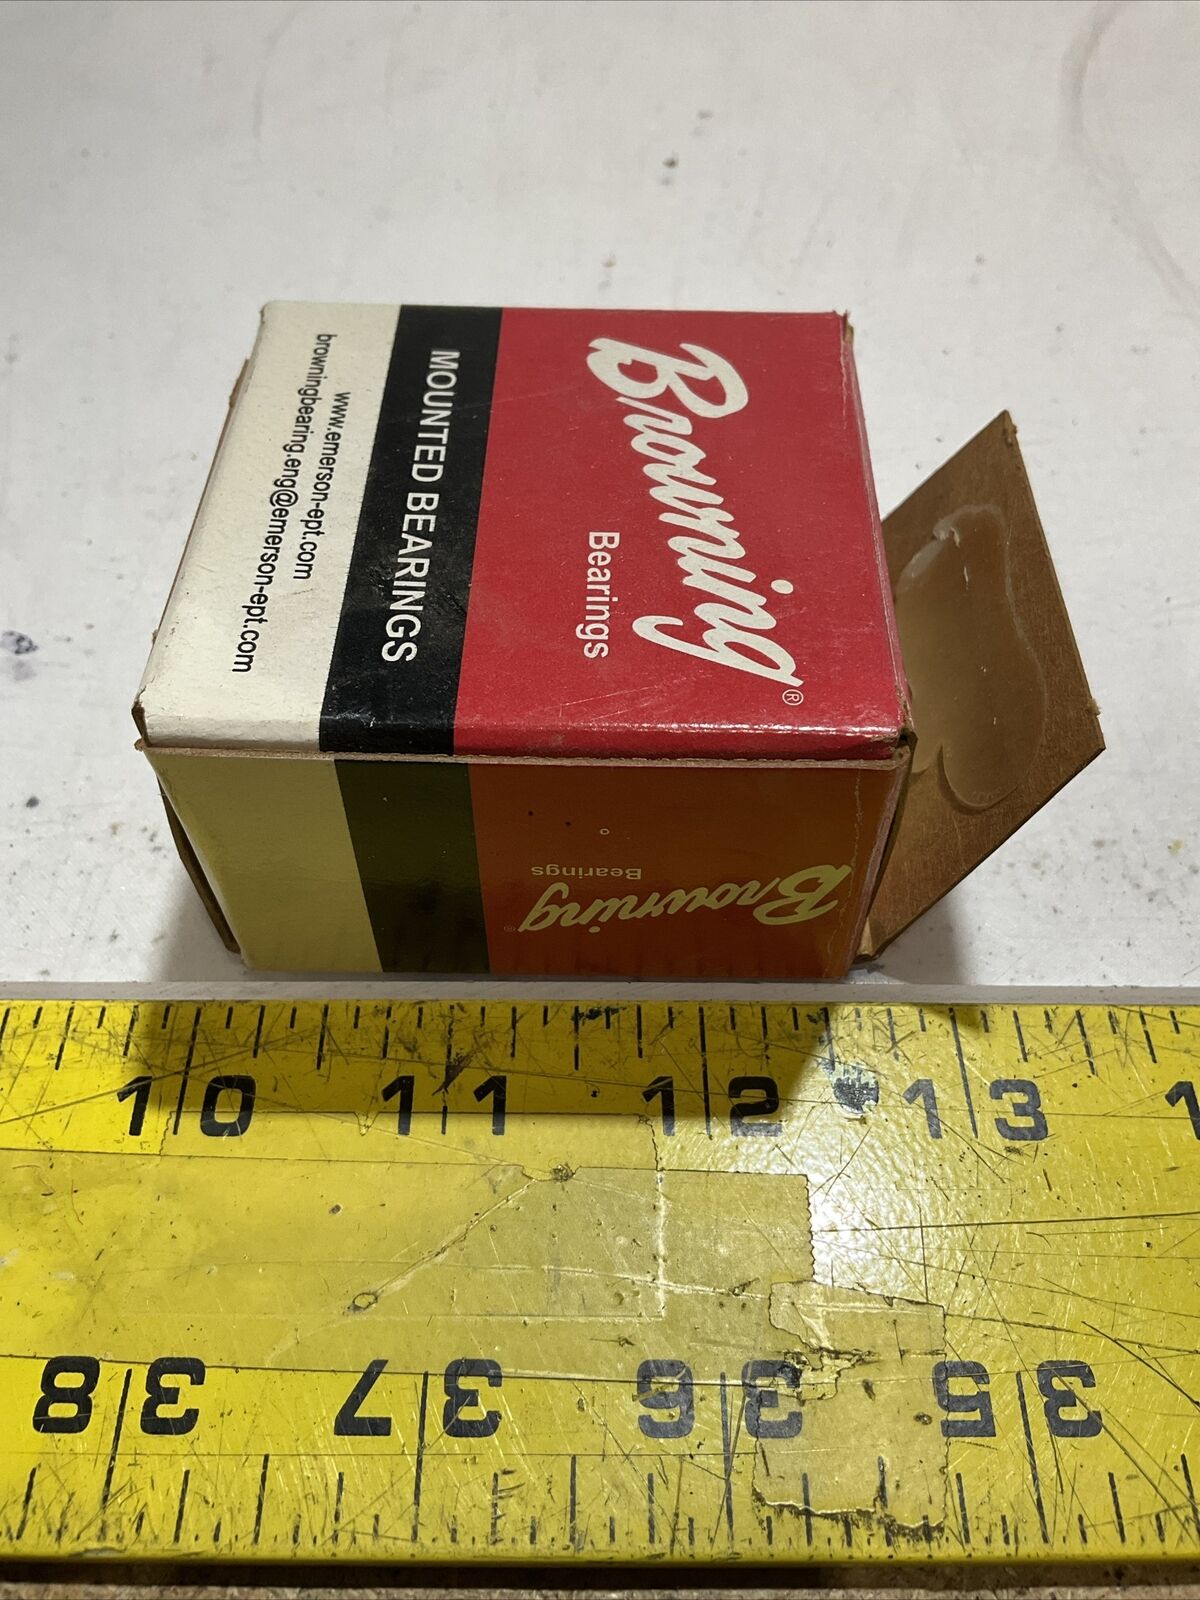 Browning®
Bearings
MOUNTED BEARINGS
www.emerson-ept.com
browningbearing.eng@emerson-ept.com
Browning®
Bearings
10 11 12 13 1
38 37 36 35